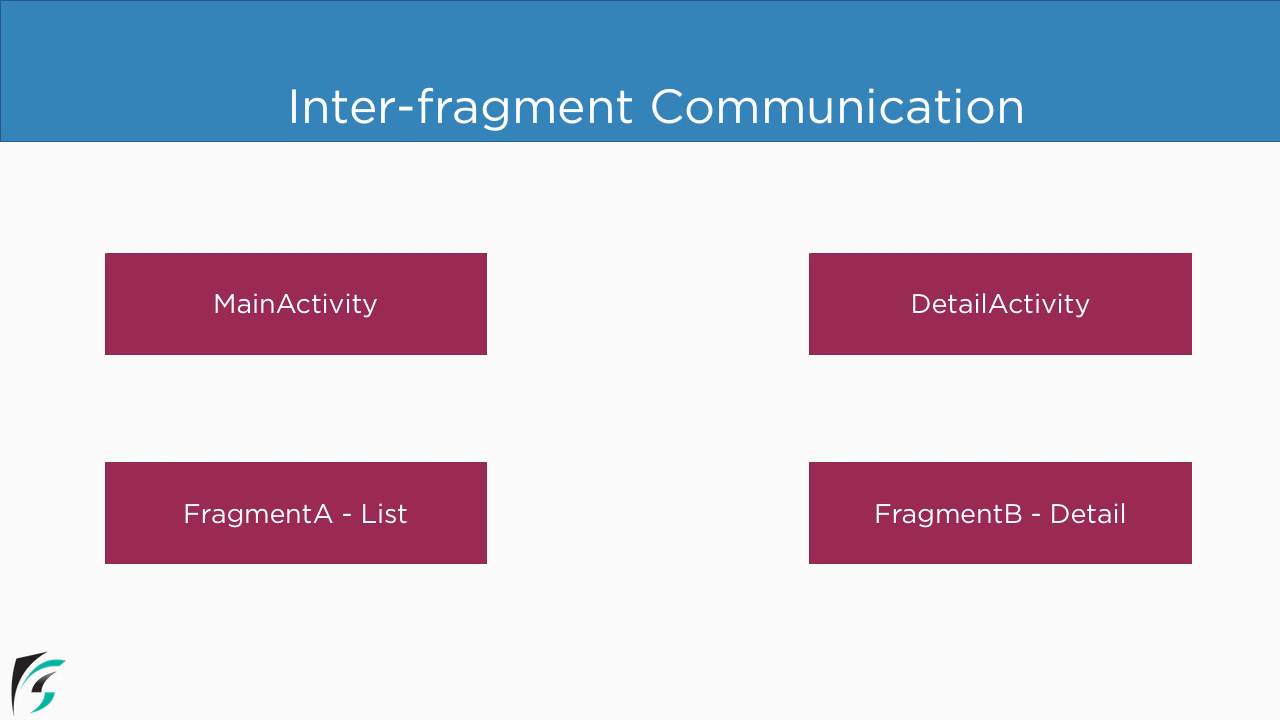 Inter-fragment Communication
MainActivity
DetailActivity
FragmentA - List
FragmentB - Detail